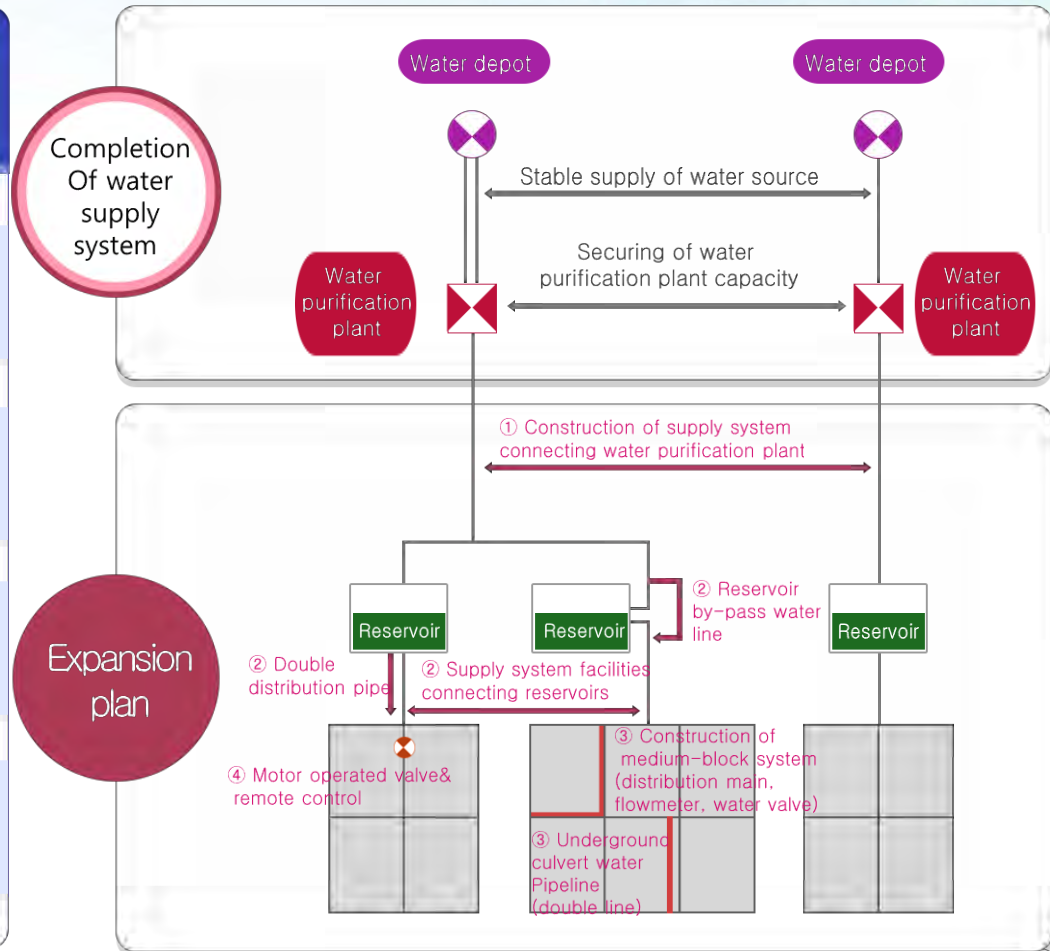 Completion
Of water
supply
system
Water depot
Water depot
Stable supply of water source
Securing of water
purification plant capacity
Water
purification
plant
Water
purification
plant
① Construction of supply system
connecting water purification plant
Expansion
plan
Reservoir
Reservoir
Reservoir
② Reservoir
by-pass water
line
② Double
distribution pipe
② Supply system facilities
connecting reservoirs
③ Construction of
medium-block system
(distribution main,
flowmeter, water valve)
④ Motor operated valve&
remote control
③ Underground
culvert water
Pipeline
(double line)